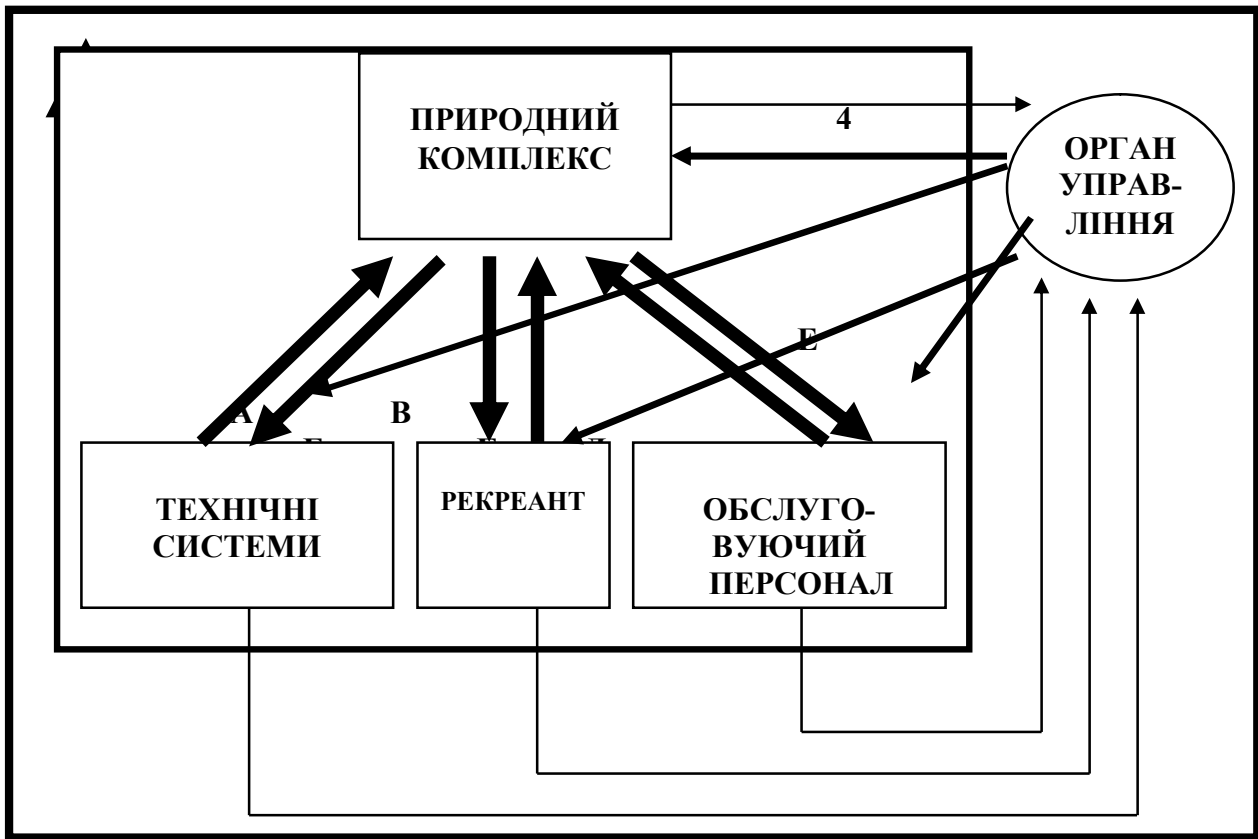 ПРИРОДНИЙ
КОМПЛЕКС
4
ОРГАН
УПРАВ-
ЛІННЯ
Е
А
В
ТЕХНІЧНІ
СИСТЕМИ
РЕКРЕАНТ
ОБСЛУГО-
ВУЮЧИЙ
ПЕРСОНАЛ